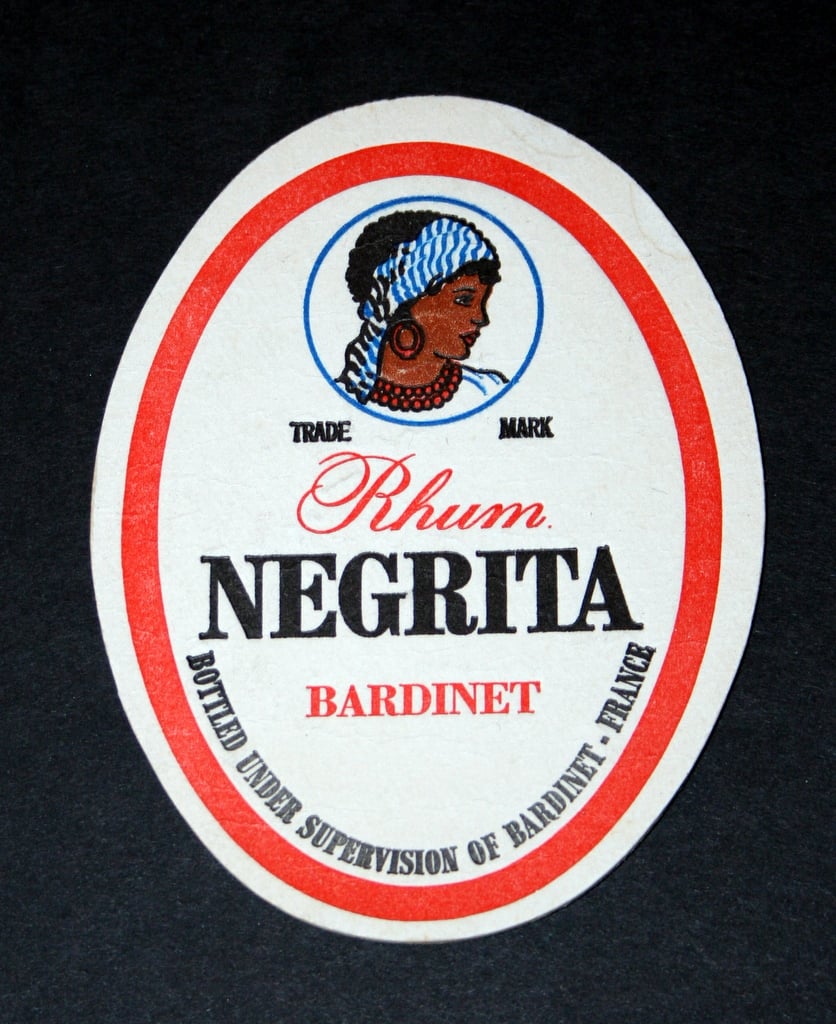 TRADE MARK
Rhum.
NEGRITA
BARDINET
BOTTLED UNDER SUPERVISION OF BARDINET - FRANCE